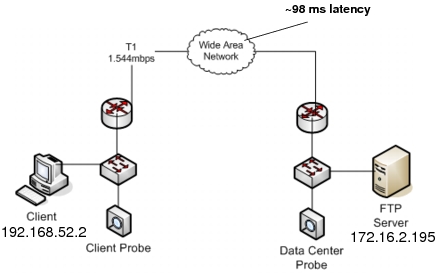 ~98 ms latency
T1
1.544mbps
Wide Area
Network
Client
192.168.52.2
Client Probe
Data Center
Probe
FTP
Server
172.16.2.195